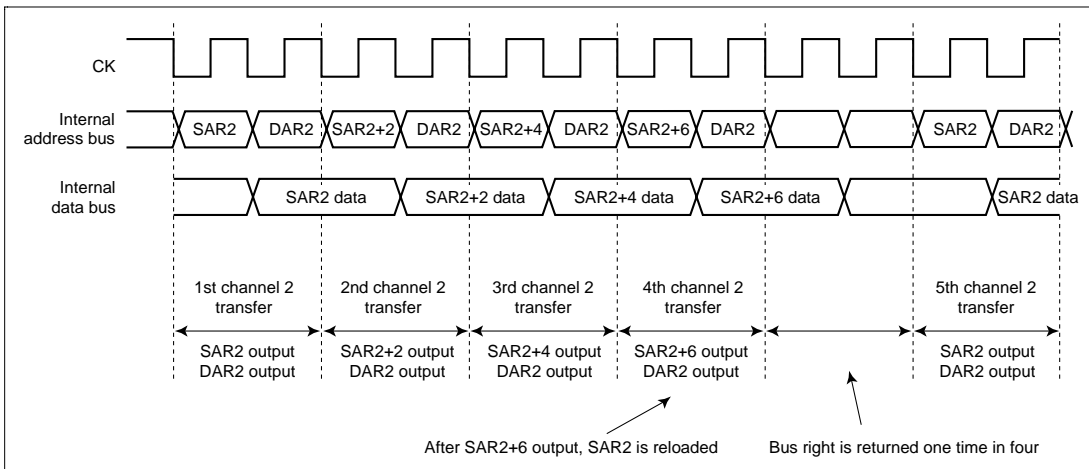 CK
Internal
address bus
SAR2 DAR2 SAR2+2 DAR2 SAR2+4 DAR2 SAR2+6 DAR2 SAR2 DAR2
Internal
data bus
SAR2 data SAR2+2 data SAR2+4 data SAR2+6 data SAR2 data
1st channel 2
transfer
2nd channel 2
transfer
3rd channel 2
transfer
4th channel 2
transfer
5th channel 2
transfer
SAR2 output
DAR2 output
SAR2+2 output
DAR2 output
SAR2+4 output
DAR2 output
SAR2+6 output
DAR2 output
SAR2 output
DAR2 output
After SAR2+6 output, SAR2 is reloaded
Bus right is returned one time in four